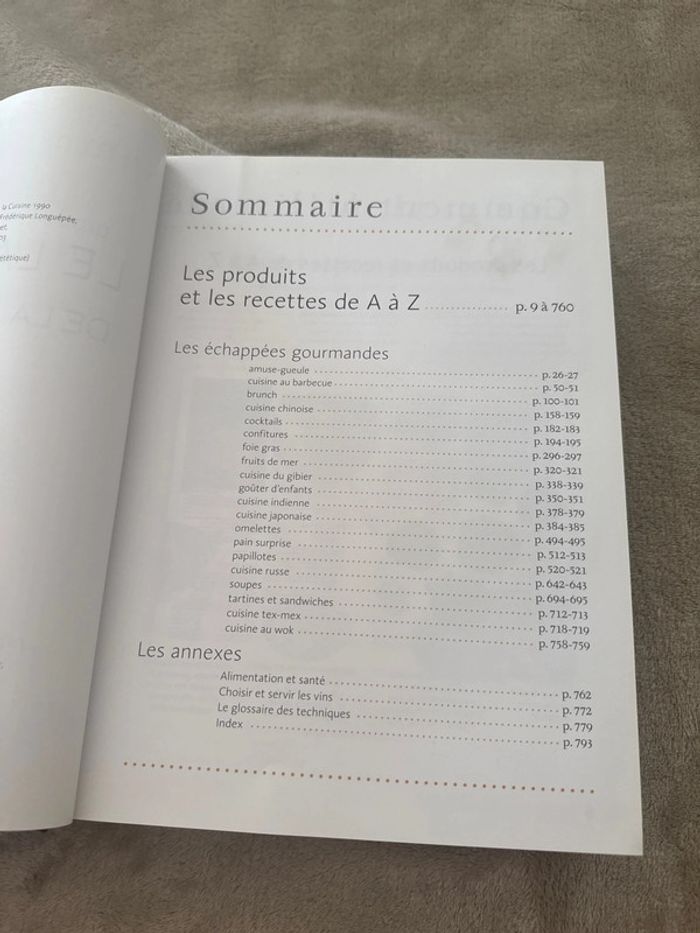 la Cuisine 1990
Frédérique Longuépée,
Sommaire
Les produits
et les recettes de A à Z ................ p. 9 à 760
Les échappées gourmandes
amuse-gueule ................ p. 26-27
cuisine au barbecue ................ p. 50-51
brunch ................ p. 100-101
cuisine chinoise ................ p. 158-159
cocktails ................ p. 182-183
confitures ................ p. 194-195
foie gras ................ p. 296-297
fruits de mer ................ p. 320-321
cuisine du gibier ................ p. 338-339
goûter d'enfants ................ p. 350-351
cuisine indienne ................ p. 378-379
cuisine japonaise ................ p. 384-385
omelettes ................ p. 494-495
pain surprise ................ p. 512-513
papillotes ................ p. 520-521
cuisine russe ................ p. 642-643
soupes ................ p. 694-695
tartines et sandwiches ................ p. 712-713
cuisine tex-mex ................ p. 718-719
cuisine au wok ................ p. 758-759
Les annexes
Alimentation et santé ................ p. 762
Choisir et servir les vins ................ p. 772
Le glossaire des techniques ................ p. 779
Index ................ p. 793